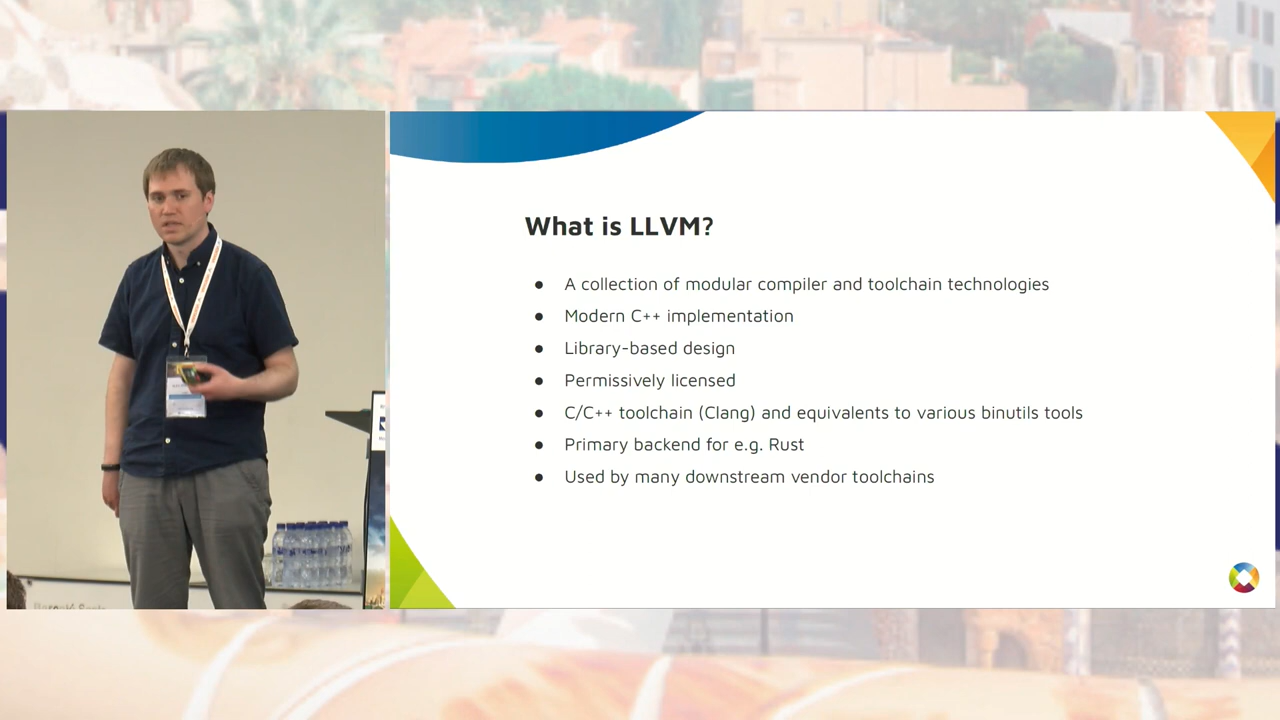 What is LLVM?
● A collection of modular compiler and toolchain technologies
● Modern C++ implementation
● Library-based design
● Permissively licensed
● C/C++ toolchain (Clang) and equivalents to various binutils tools
● Primary backend for e.g. Rust
● Used by many downstream vendor toolchains